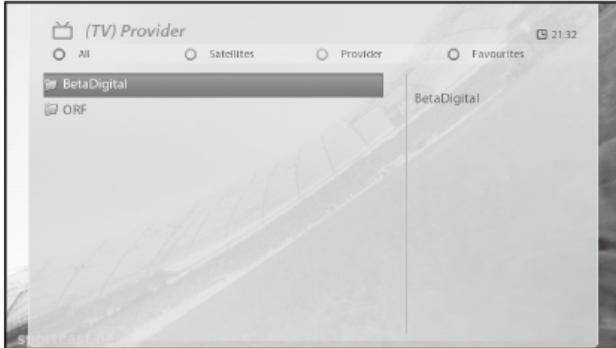 (TV) Provider
21:32
All Satellites Provider Favourites
BetaDigital
BetaDigital
ORF